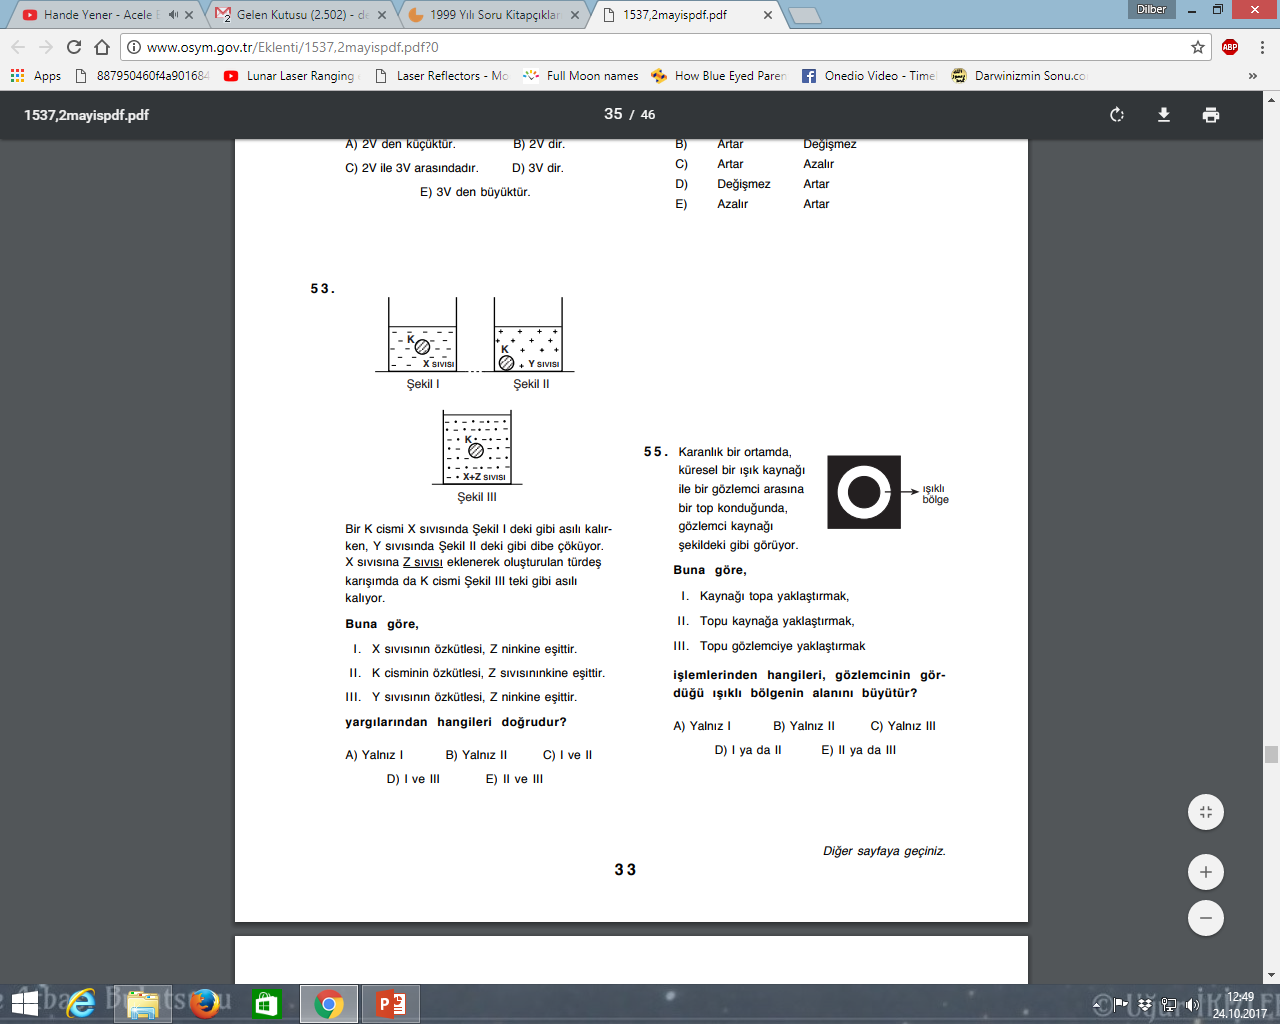 Hande Yener - Acele E
Gelen Kutusu (2.502) - de
1999 Yılı Soru Kitapçıklar
1537,2mayispdf.pdf
Dilber
www.osym.gov.tr/Eklenti/1537,2mayispdf.pdf?0
ABP
Apps
887950460f4a901684
Lunar Laser Ranging
Laser Reflectors - Mo
Full Moon names
How Blue Eyed Paren
Onedio Video - Timel
Darwinizmin Sonu.co
»
1537,2mayispdf.pdf
35 / 46
A) 2V den küçüktür. B) 2V dir.
C) 2V ile 3V arasındadır. D) 3V dir.
E) 3V den büyüktür.
B) Artar Değişmez
C) Artar Azalır
D) Değişmez Artar
E) Azalır Artar
53.
K
X SIVISI
Şekil I
K
Y SIVISI
Şekil II
K
X+Z SIVISI
Şekil III
Bir K cismi X sıvısında Şekil I deki gibi asılı kalır-
ken, Y sıvısında Şekil II deki gibi dibe çöküyor.
X sıvısına Z sıvısı eklenerek oluşturulan türdeş
karışımda da K cismi Şekil III teki gibi asılı
kalıyor.
Buna göre,
I. X sıvısının özkütlesi, Z ninkine eşittir.
II. K cisminin özkütlesi, Z sıvısınınkine eşittir.
III. Y sıvısının özkütlesi, Z ninkine eşittir.
yargılarından hangileri doğrudur?
A) Yalnız I B) Yalnız II C) I ve II
D) I ve III E) II ve III
55. Karanlık bir ortamda,
küresel bir ışık kaynağı
ile bir gözlemci arasına
bir top konduğunda,
gözlemci kaynağı
şekildeki gibi görüyor.
ışıklı
bölge
Buna göre,
I. Kaynağı topa yaklaştırmak,
II. Topu kaynağa yaklaştırmak,
III. Topu gözlemciye yaklaştırmak
işlemlerinden hangileri, gözlemcinin gör-
düğü ışıklı bölgenin alanını büyütür?
A) Yalnız I B) Yalnız II C) Yalnız III
D) I ya da II E) II ya da III
Diğer sayfaya geçiniz.
33
12:49
24.10.2017